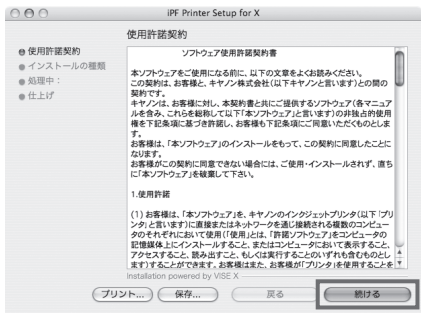 iPF Printer Setup for X
使用許諾契約
使用許諾契約
インストールの種類
処理中：
仕上げ
ソフトウェア使用許諾契約書
本ソフトウェアをご使用になる前に、以下の文章をよくお読みください。
この契約は、お客様と、キヤノン株式会社（以下キヤノンと言います）との間の
契約です。
キヤノンは、お客様に対し、本契約書と共にご提供するソフトウェア（各マニュア
ルを含み、これらを総称して以下「本ソフトウェア」と言います）の非独占的使用
権を下記条項に基づき許諾し、お客様も下記条項にご同意いただくものとしま
す。
お客様は、「本ソフトウェア」のインストールをもって、この契約に同意したことに
なります。
お客様がこの契約に同意できない場合には、ご使用・インストールされず、直ち
に「本ソフトウェア」を破棄して下さい。
1.使用許諾
(1) お客様は、「本ソフトウェア」を、キヤノンのインクジェットプリンタ（以下「プリ
ンタ」と言います）に直接またはネットワークを通じ接続される複数のコンピュー
タのそれぞれにおいて使用（「使用」とは、「許諾ソフトウェア」をコンピュータの
記憶媒体上にインストールすること、またはコンピュータにおいて表示すること、
アクセスすること、読み出すこと、もしくは実行することのいずれも含むものとし
ます）することができます。お客様はまた、お客様が「プリンタ」を使用することを
Installation powered by VISE X
プリント...
保存...
戻る
続ける